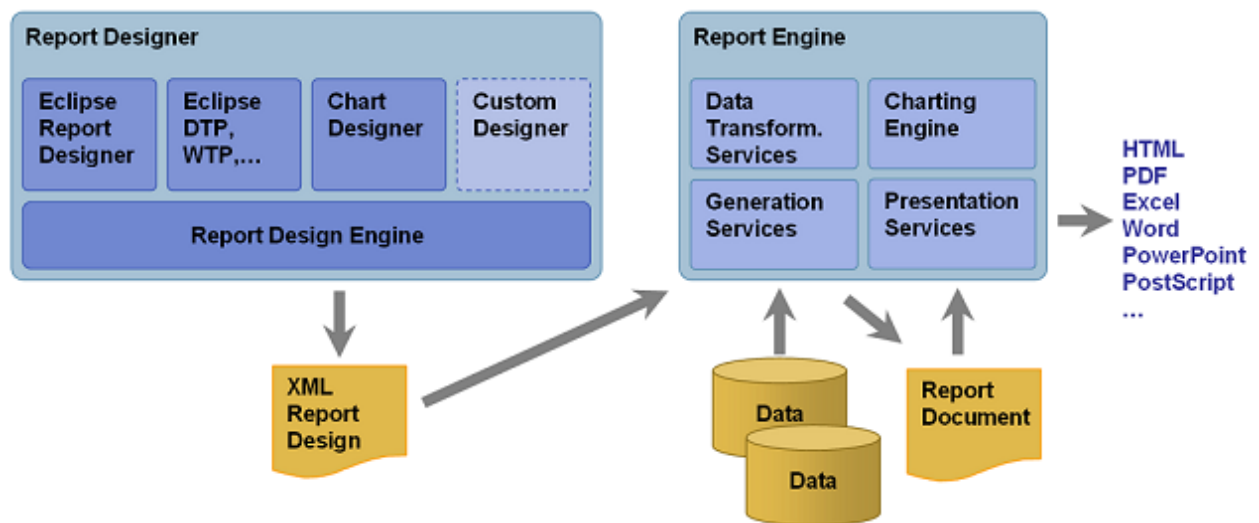 Report Designer
Eclipse
Report
Designer
Eclipse
DTP,
WTP,...
Chart
Designer
Custom
Designer
Report Design Engine
Report Engine
Data
Transform.
Services
Charting
Engine
Generation
Services
Presentation
Services
HTML
PDF
Excel
Word
PowerPoint
PostScript
...
XML
Report
Design
Data
Data
Report
Document